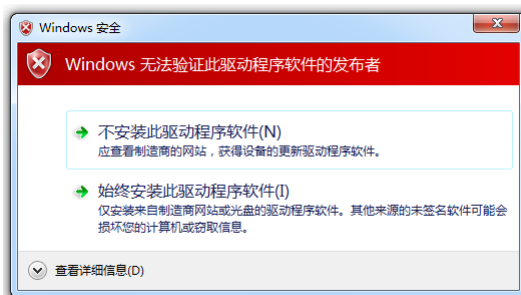 Windows 安全
Windows 无法验证此驱动程序软件的发布者
不安装此驱动程序软件(N)
应查看制造商的网站，获得设备的更新驱动程序软件。
始终安装此驱动程序软件(I)
仅安装来自制造商网站或光盘的驱动程序软件。其他来源的未签名软件可能会
损坏您的计算机或窃取信息。
查看详细信息(D)